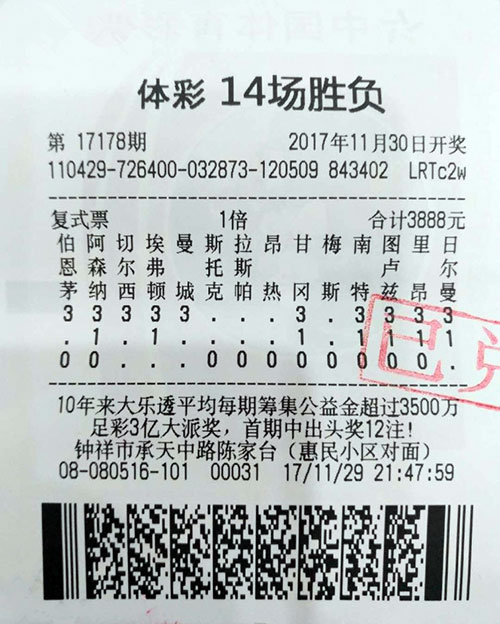 体彩 14场胜负
第 17178期 2017年11月30日开奖
110429-726400-032873-120509 843402 LRTc2w
复式票 1倍 合计3888元
伯 阿 切 埃 曼 斯 拉 昂 甘 梅 南 图 里 日
恩 森 尔 弗 托 斯 卢 尔
茅 纳 西 顿 城 克 帕 热 冈 斯 特 兹 昂 曼
3 3 3 3 3 . . . 3 . 3 3 3 3
. 1 . 1 . . . . 1 . 1 1 1 1
0 0 . . . 0 0 0 0 0 0 0 0 .
已
10年来大乐透平均每期筹集公益金超过3500万
足彩3亿大派奖，首期中出头奖12注！
钟祥市承天中路陈家台（惠民小区对面）
08-080516-101 00031 17/11/29 21:47:59